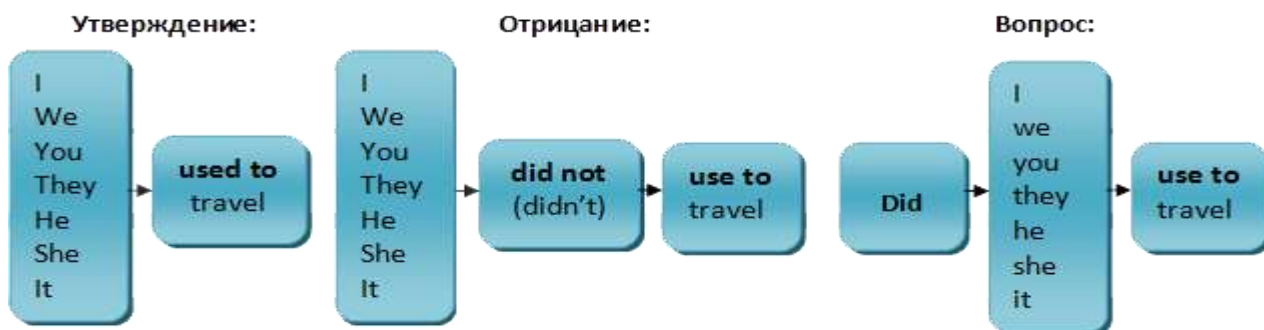 Утверждение:
I
We
You
They
He
She
It
used to
travel
Отрицание:
I
We
You
They
He
She
It
did not
(didn't)
use to
travel
Вопрос:
Did
I
we
you
they
he
she
it
use to
travel